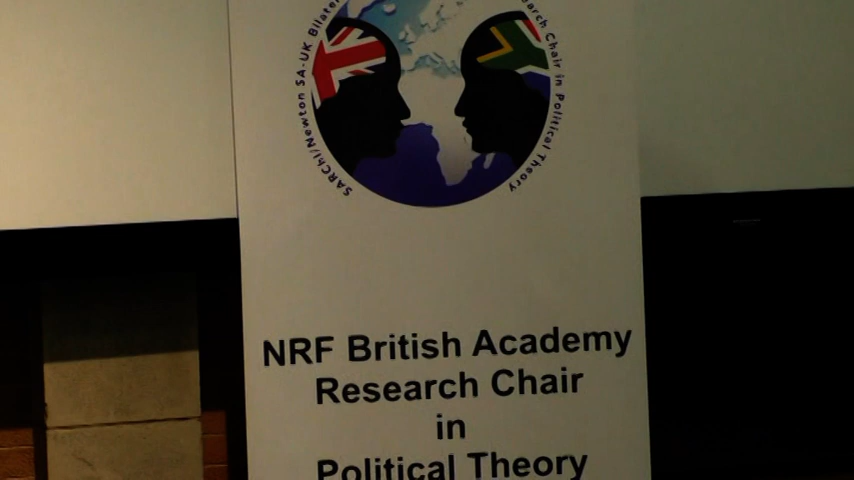 SARChI/Newton SA-UK Bilateral
Research Chair in Political Theory
NRF British Academy
Research Chair
in
Political Theory